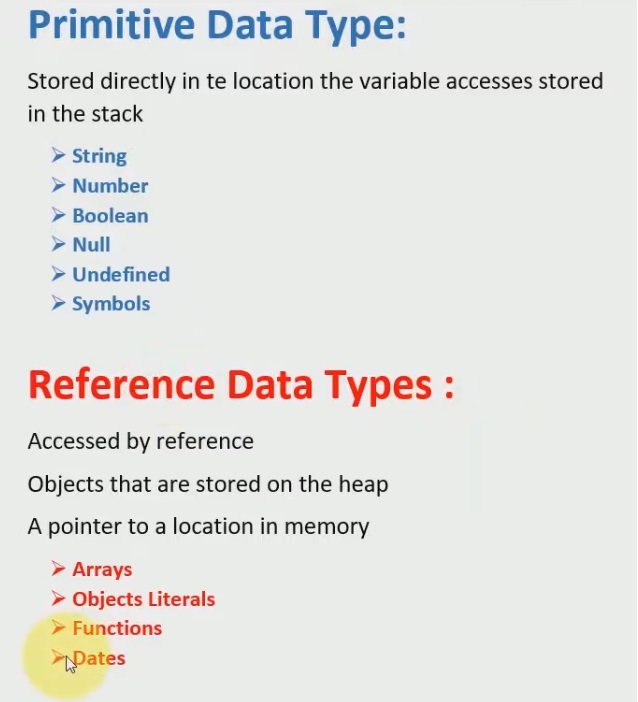 Primitive Data Type:
Stored directly in te location the variable accesses stored
in the stack
String
Number
Boolean
Null
Undefined
Symbols
Reference Data Types :
Accessed by reference
Objects that are stored on the heap
A pointer to a location in memory
Arrays
Objects Literals
Functions
Dates